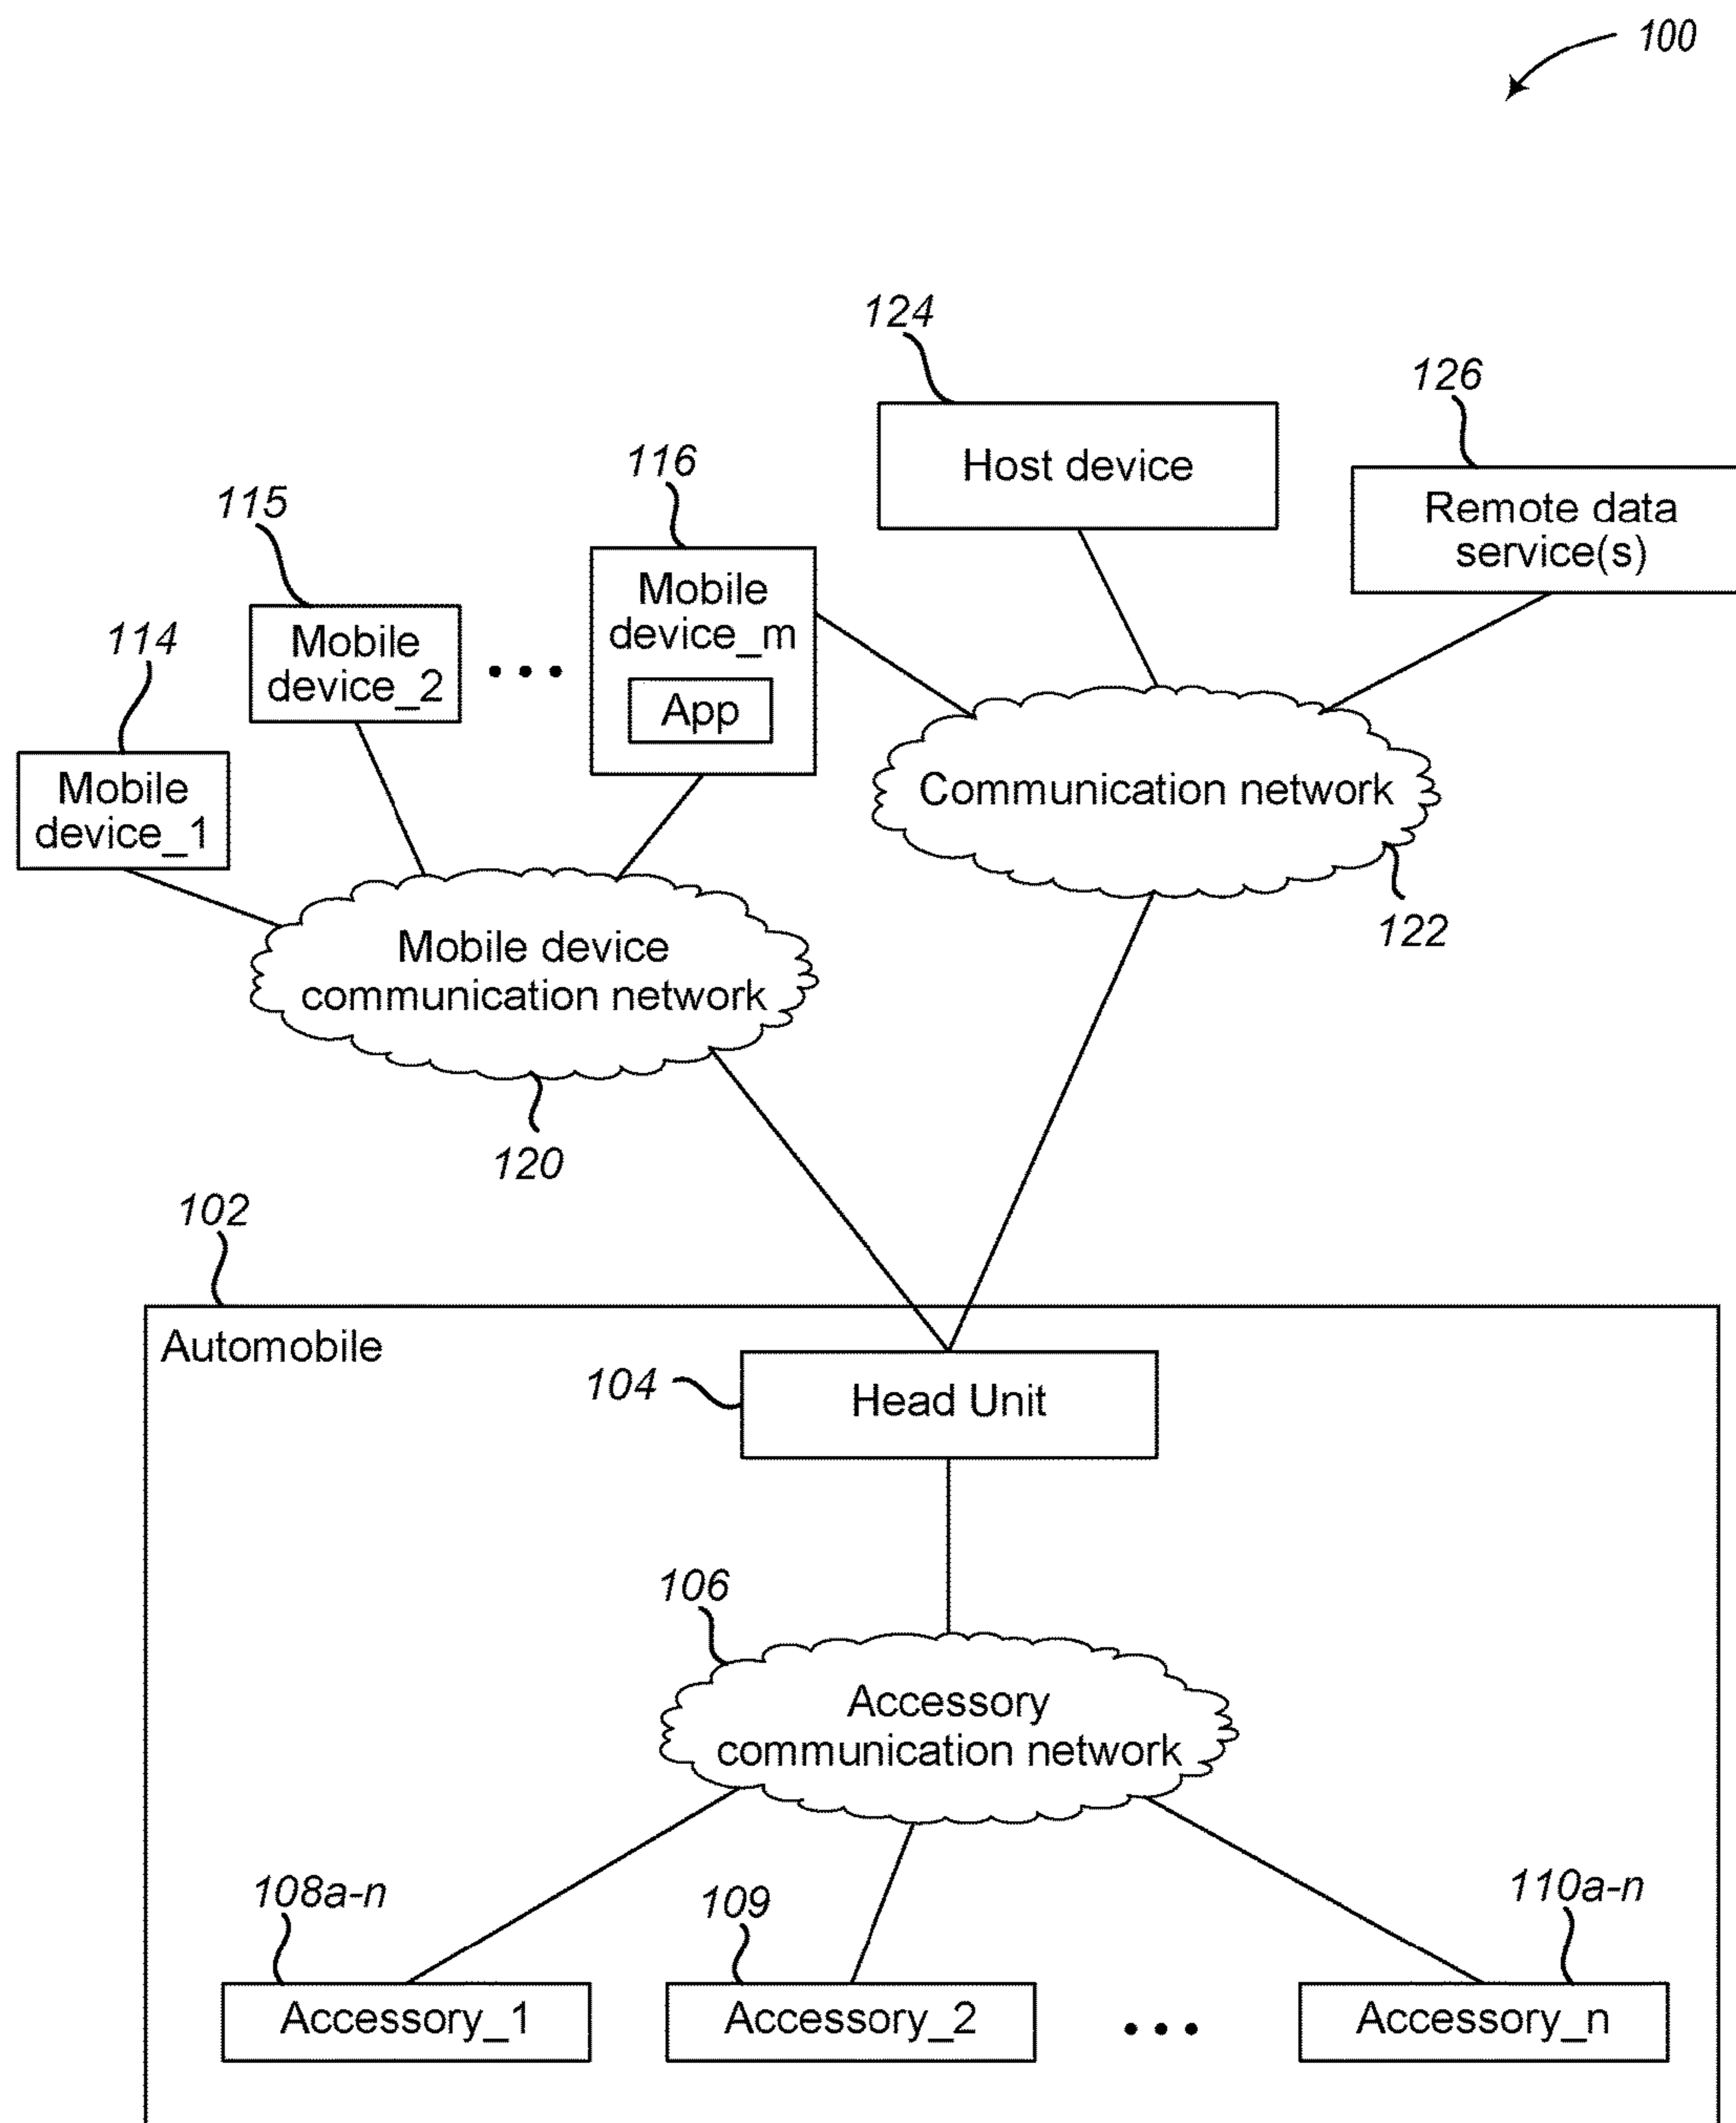 100
124
126
Host device
116
Remote data
service(s)
115
Mobile
device_m
App
114
Mobile
device_2
Mobile
device_1
Communication network
122
Mobile device
communication network
120
102
Automobile
104
Head Unit
106
Accessory
communication network
108a-n
109
110a-n
Accessory_1
Accessory_2
Accessory_n